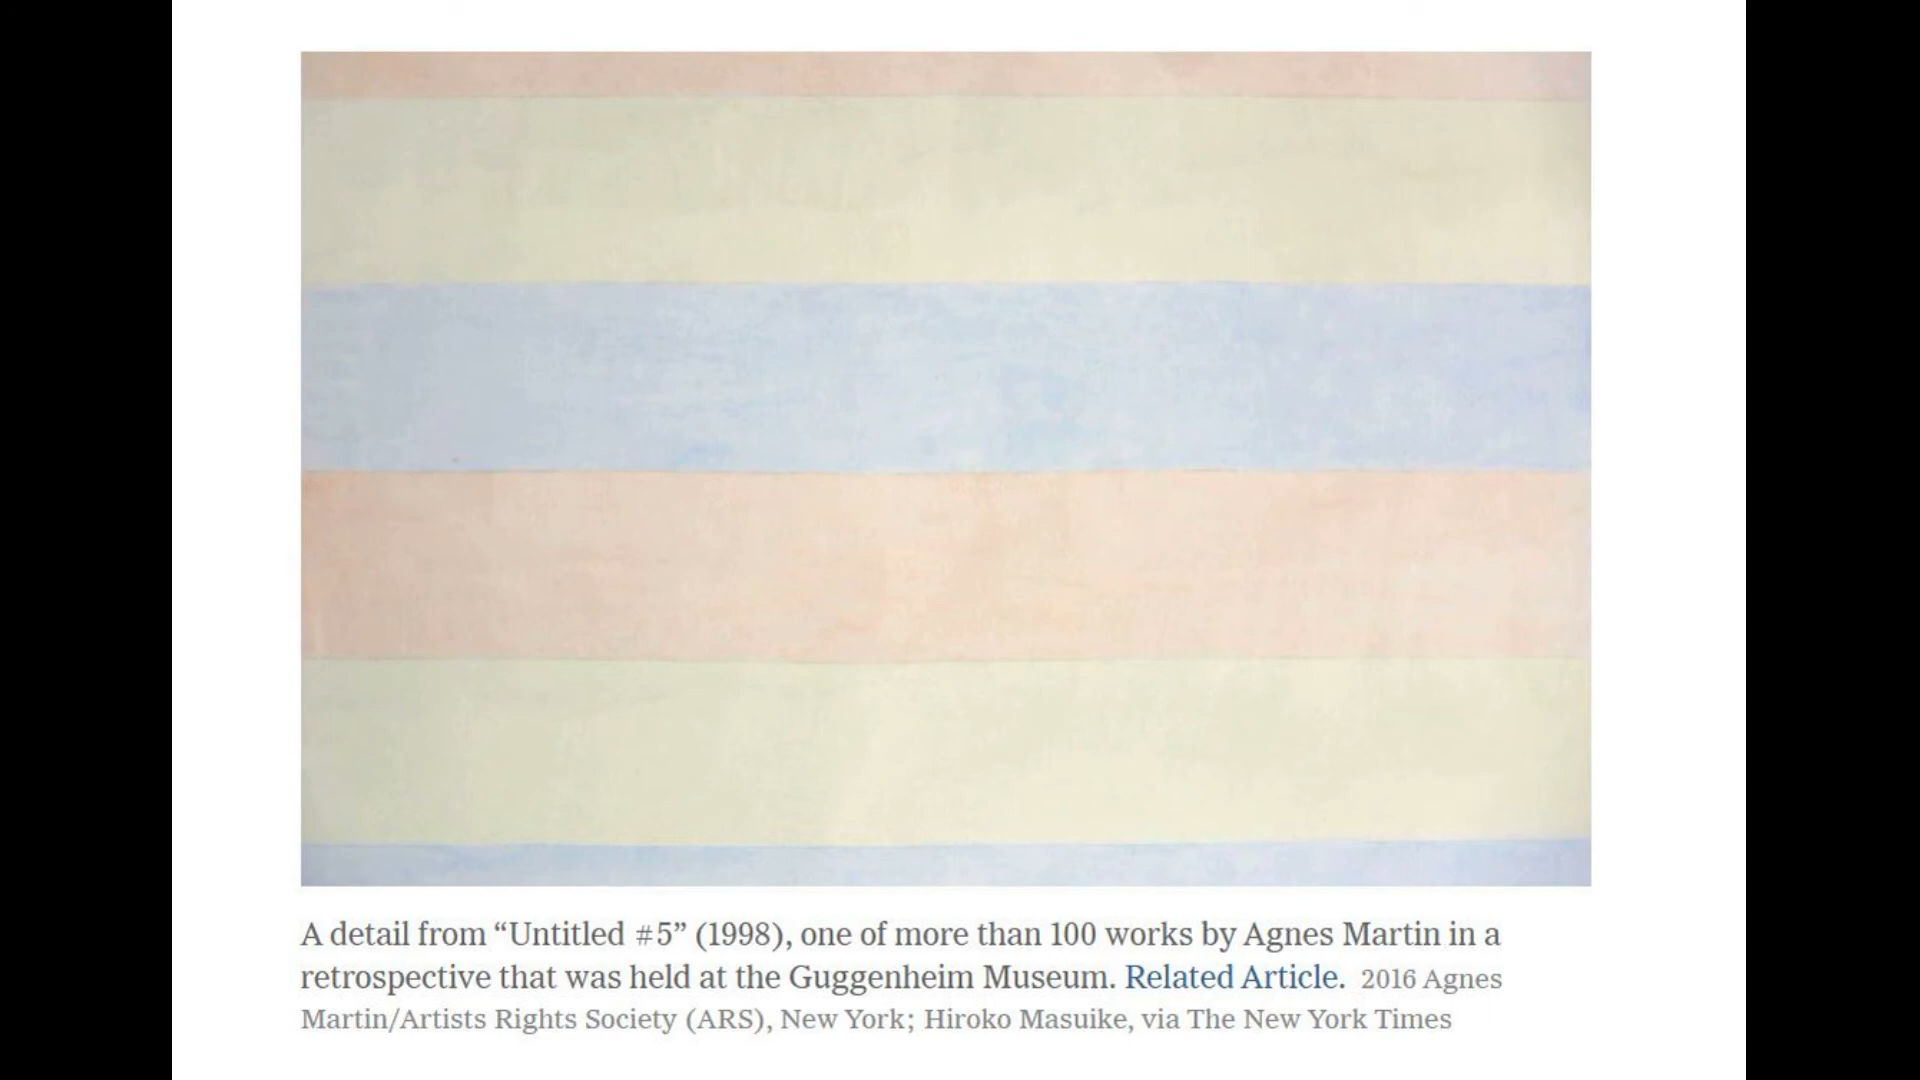 A detail from “Untitled #5” (1998), one of more than 100 works by Agnes Martin in a
retrospective that was held at the Guggenheim Museum. Related Article. 2016 Agnes
Martin/Artists Rights Society (ARS), New York; Hiroko Masuike, via The New York Times